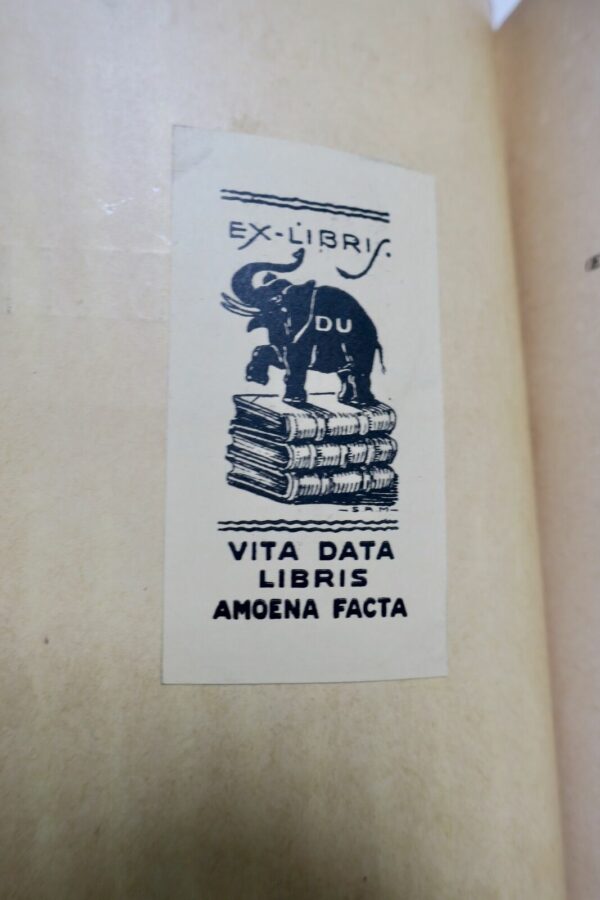 EX-LIBRIS.
DU
-SAM-
VITA DATA
LIBRIS
AMOENA FACTA